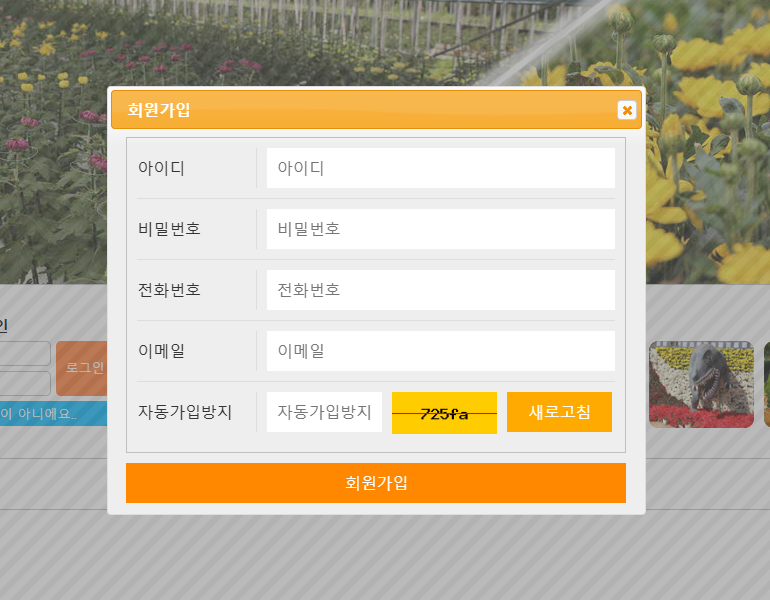 회원가입
아이디 아이디
비밀번호 비밀번호
전화번호 전화번호
이메일 이메일
자동가입방지 자동가입방지 725fa 새로고침
회원가입
인
로그인
이 아니에요..